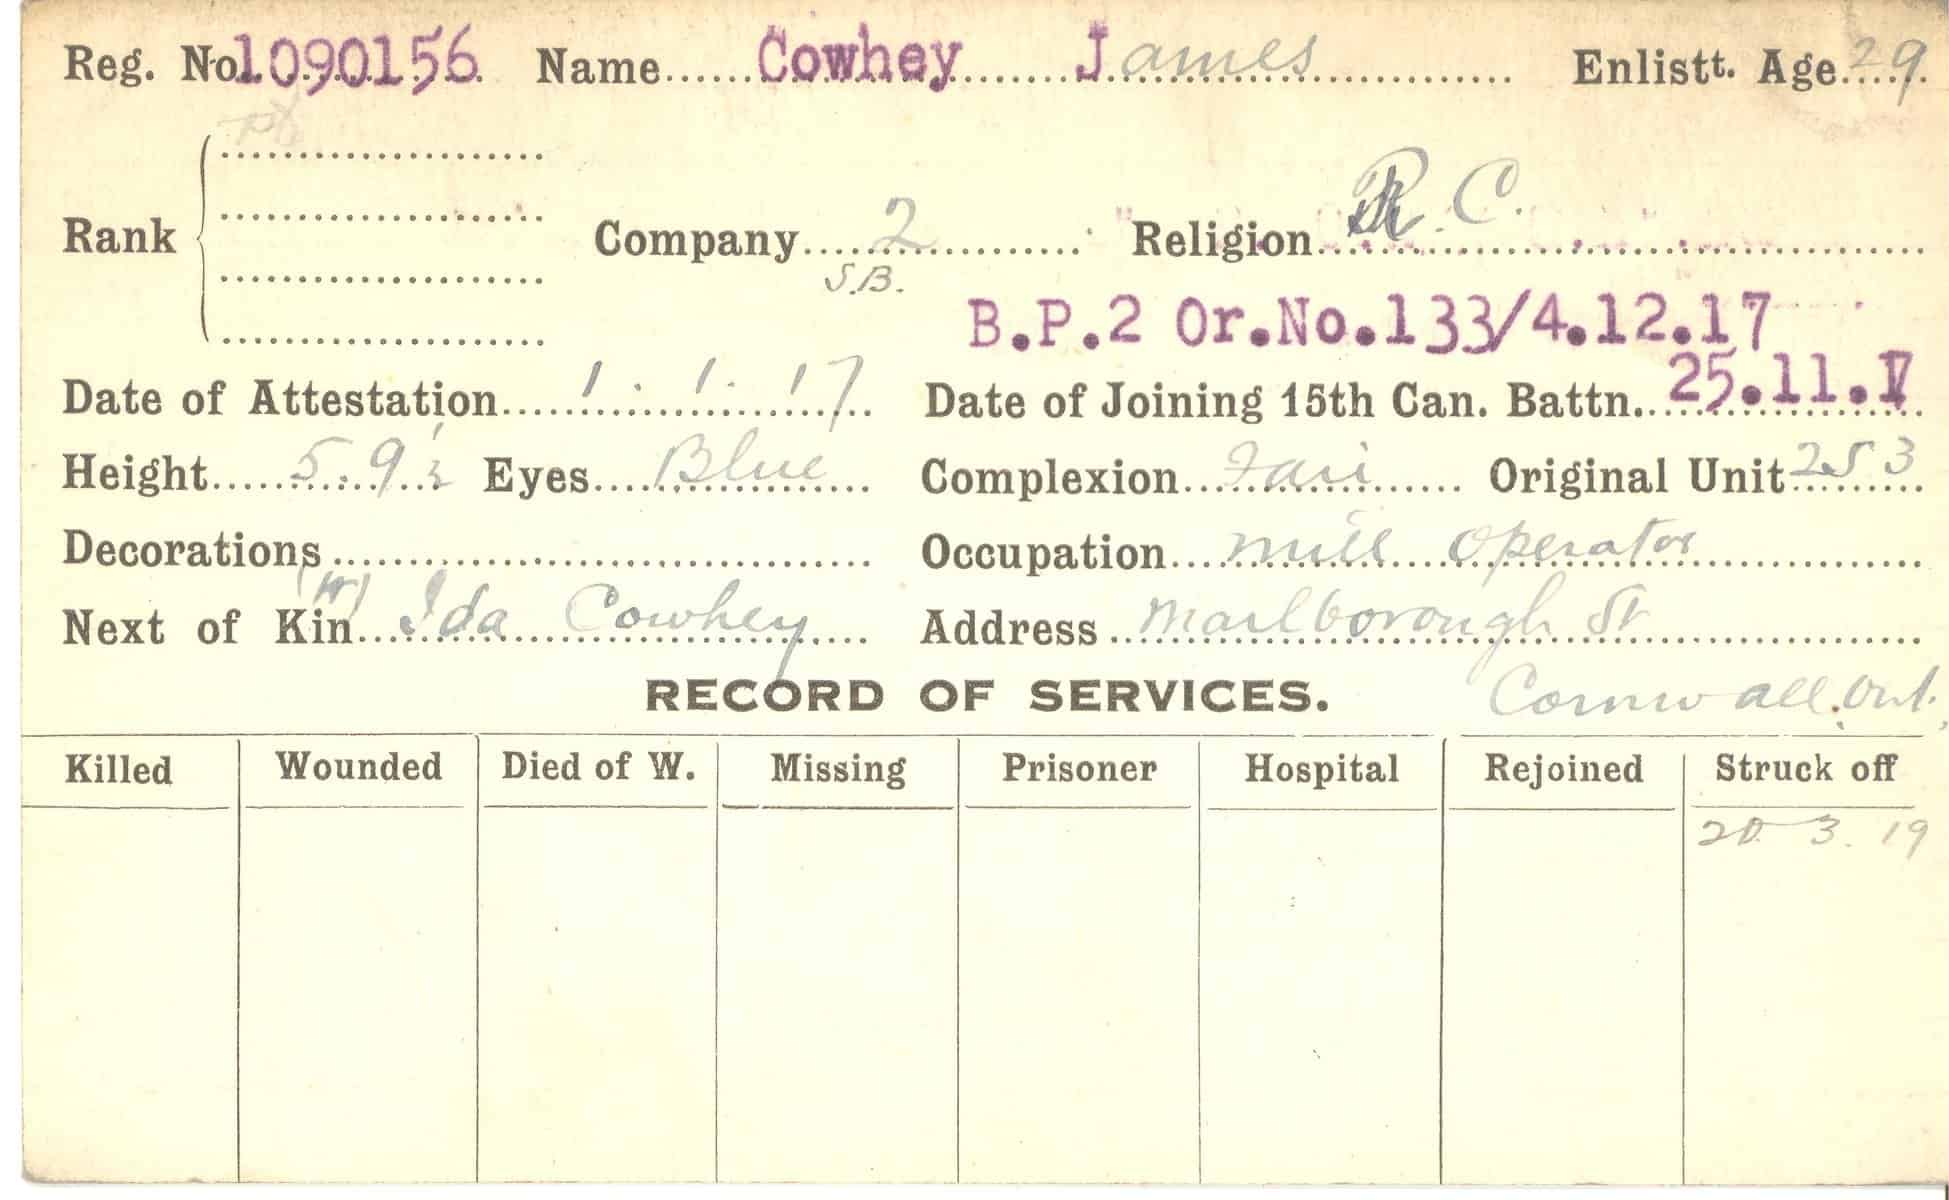 Reg. No. 1090156 Name Cowhey James Enlistt. Age 29
Rank
Company 2 Religion R. C.
S.B.
B.P.2 Or.No.133/4.12.17
Date of Attestation 1. 1. 17 Date of Joining 15th Can. Battn. 25.11.17
Height 5. 9 ½ Eyes Blue Complexion Fair Original Unit 253
Decorations Occupation Mill Operator
Next of Kin (W) Ida Cowhey Address Marlborough St
RECORD OF SERVICES. Cornwall. Ont.
Killed Wounded Died of W. Missing Prisoner Hospital Rejoined Struck off
20 3. 19